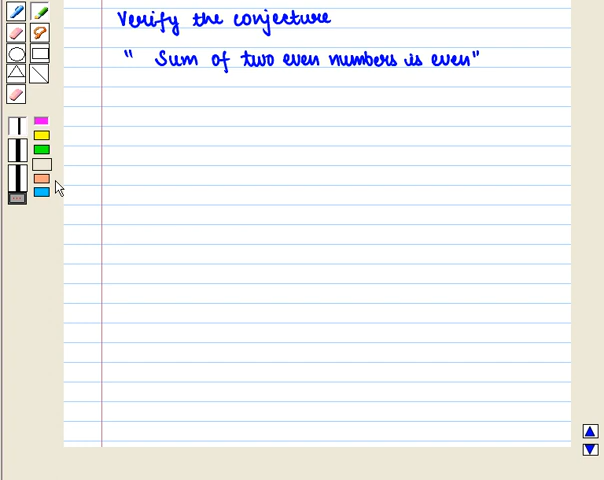 Verify the conjecture
" Sum of two even numbers is even"